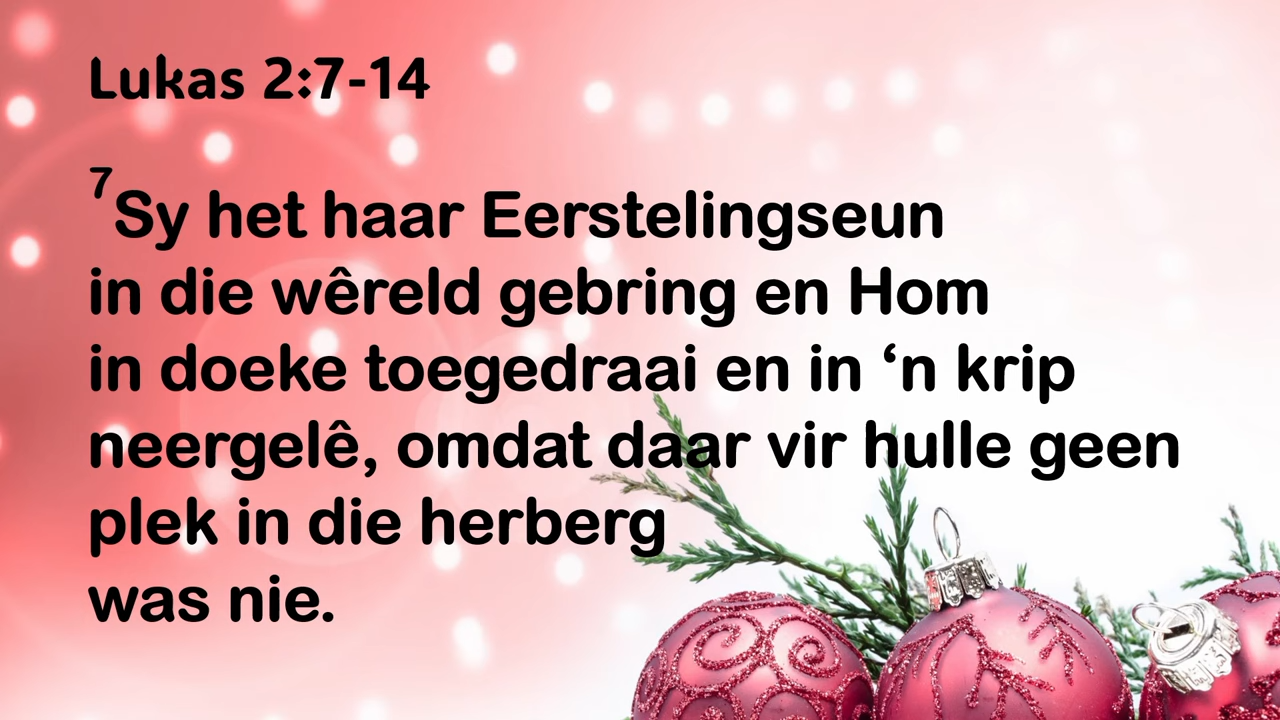 Lukas 2:7-14
⁷Sy het haar Eerstelingseun
in die wêreld gebring en Hom
in doeke toegedraai en in ‘n krip
neergelê, omdat daar vir hulle geen
plek in die herberg
was nie.